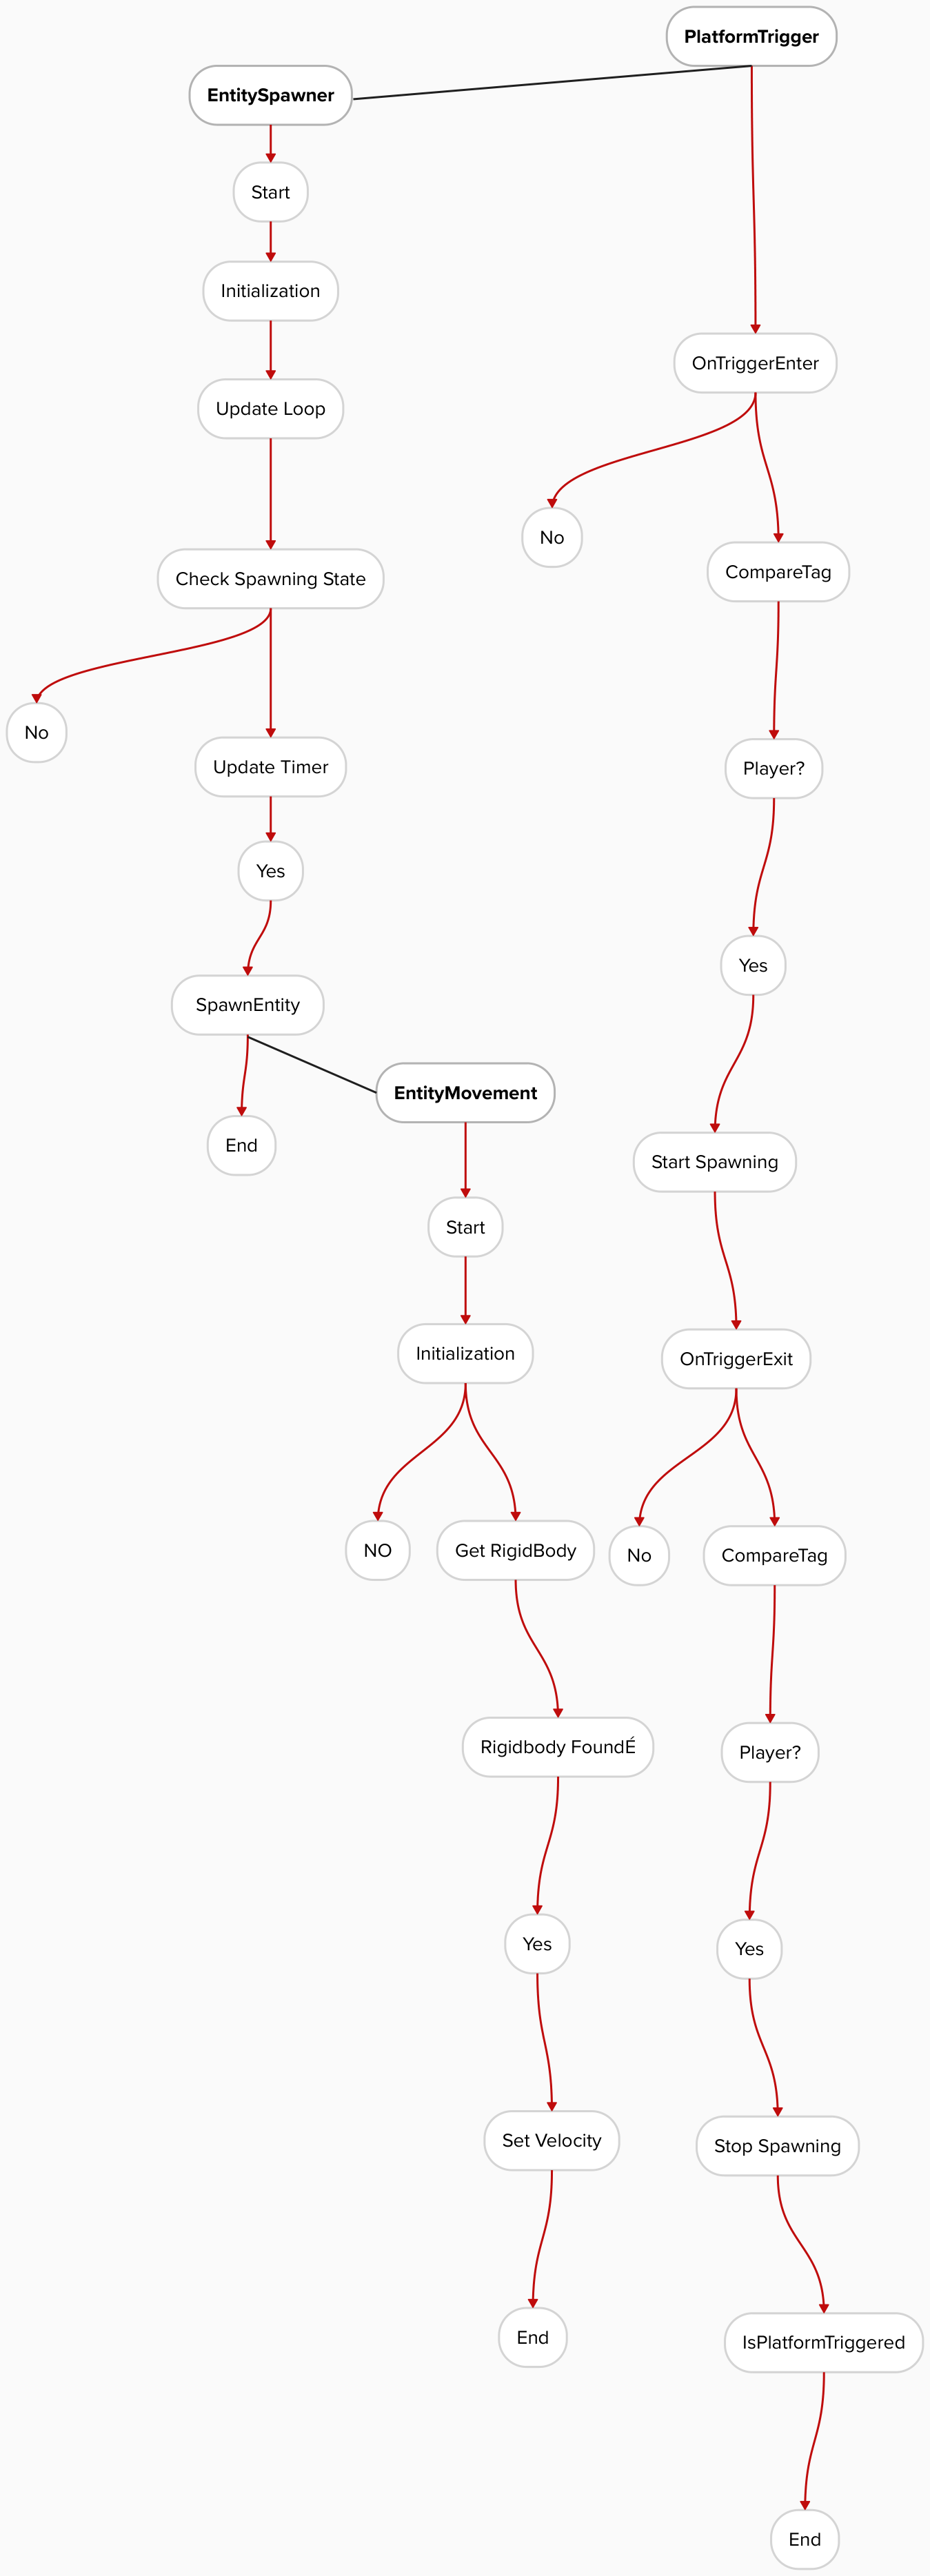 PlatformTrigger
EntitySpawner
Start
Initialization
Update Loop
Check Spawning State
No
Update Timer
Yes
SpawnEntity
End
EntityMovement
Start
Initialization
NO
Get RigidBody
Rigidbody FoundÉ
Yes
Set Velocity
End
OnTriggerEnter
No
CompareTag
Player?
Yes
Start Spawning
OnTriggerExit
No
CompareTag
Player?
Yes
Stop Spawning
IsPlatformTriggered
End